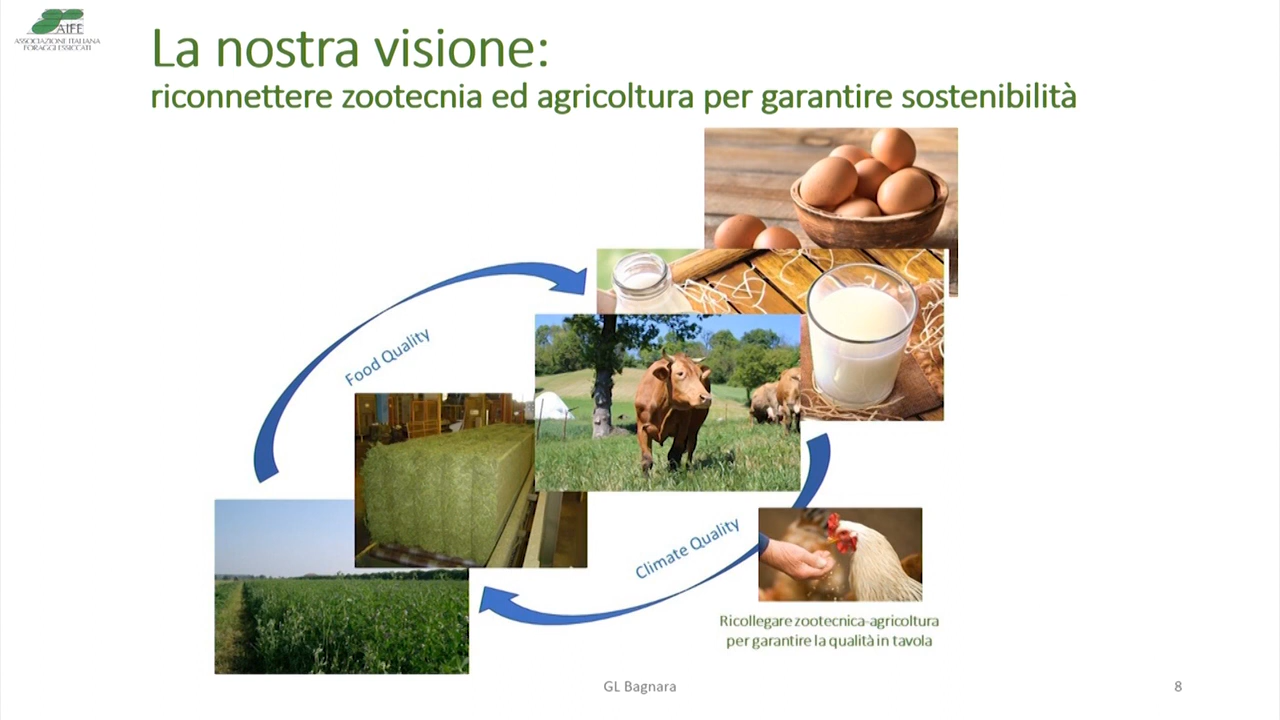 AIFE
ASSOCIAZIONE ITALIANA
FORAGGI ESSICCATI
La nostra visione:
riconnettere zootecnia ed agricoltura per garantire sostenibilità
Food Quality
Climate Quality
Ricollegare zootecnica-agricoltura
per garantire la qualità in tavola
GL Bagnara
8